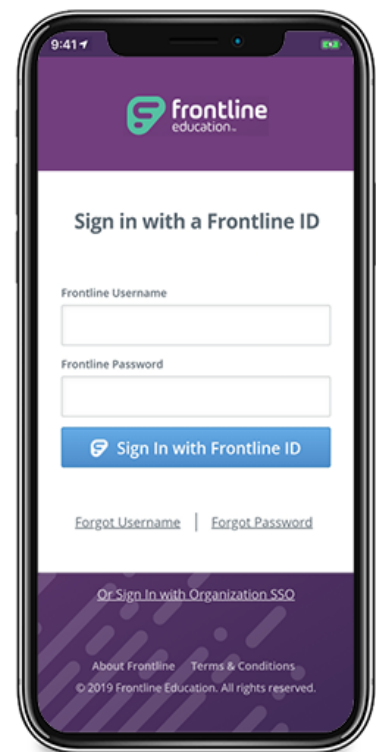 9:41
frontline
education™
Sign in with a Frontline ID
Frontline Username
Frontline Password
Sign In with Frontline ID
Forgot Username | Forgot Password
Or Sign In with Organization SSO
About Frontline Terms & Conditions
© 2019 Frontline Education. All rights reserved.